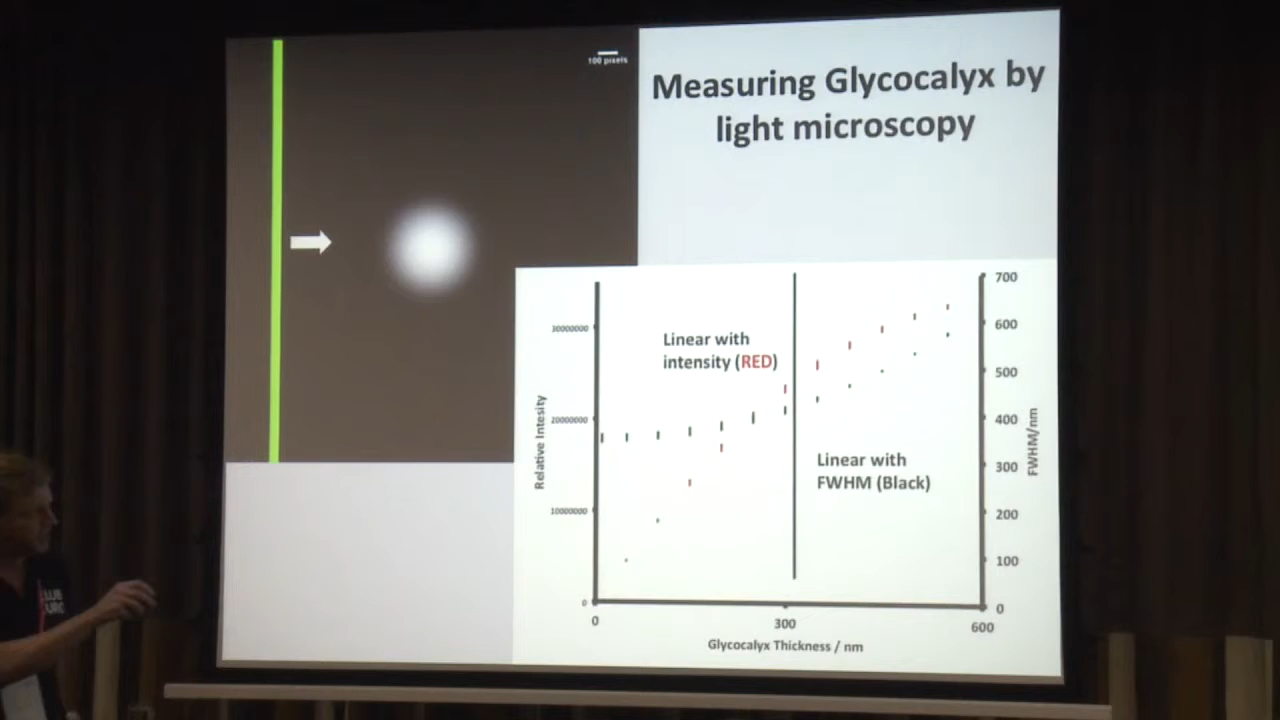 100 pixels
Measuring Glycocalyx by
light microscopy
Linear with
intensity (RED)
Linear with
FWHM (Black)
Relative Intesity
30000000
20000000
10000000
0
700
600
500
400
300
200
100
0
FWHM/nm
0
300
600
Glycocalyx Thickness / nm